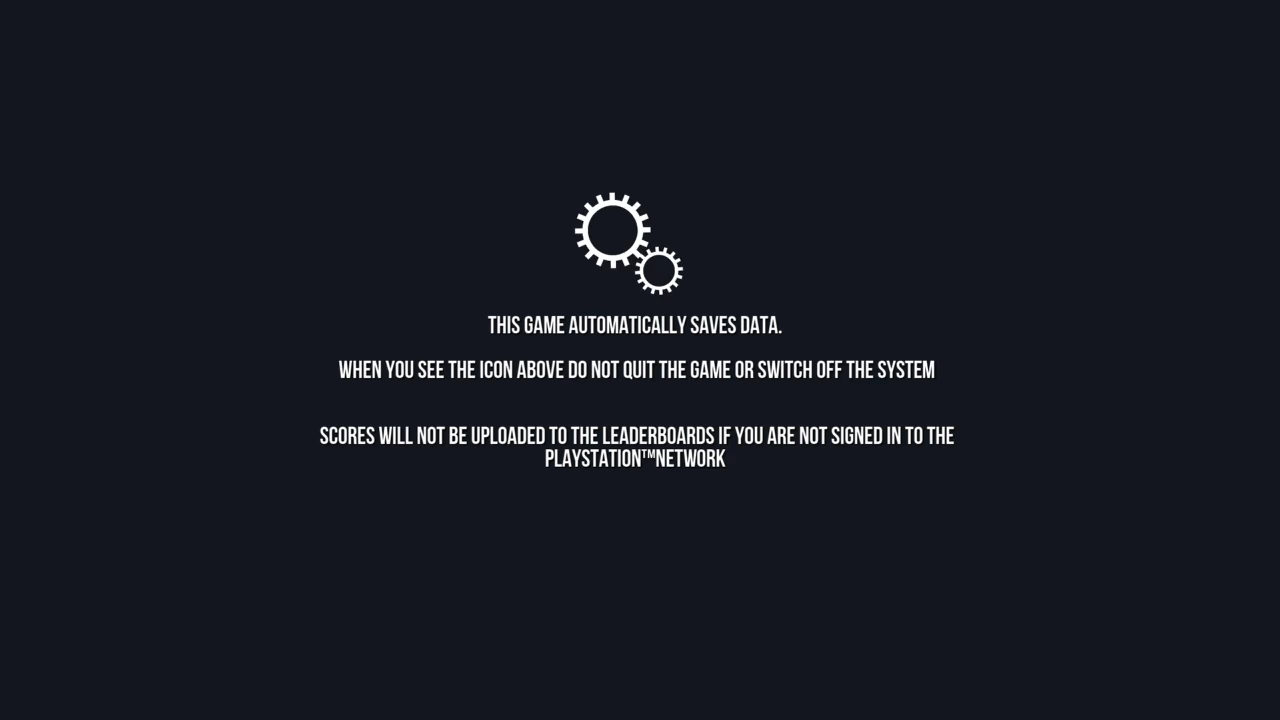 THIS GAME AUTOMATICALLY SAVES DATA.
WHEN YOU SEE THE ICON ABOVE DO NOT QUIT THE GAME OR SWITCH OFF THE SYSTEM
SCORES WILL NOT BE UPLOADED TO THE LEADERBOARDS IF YOU ARE NOT SIGNED IN TO THE
PLAYSTATION™NETWORK